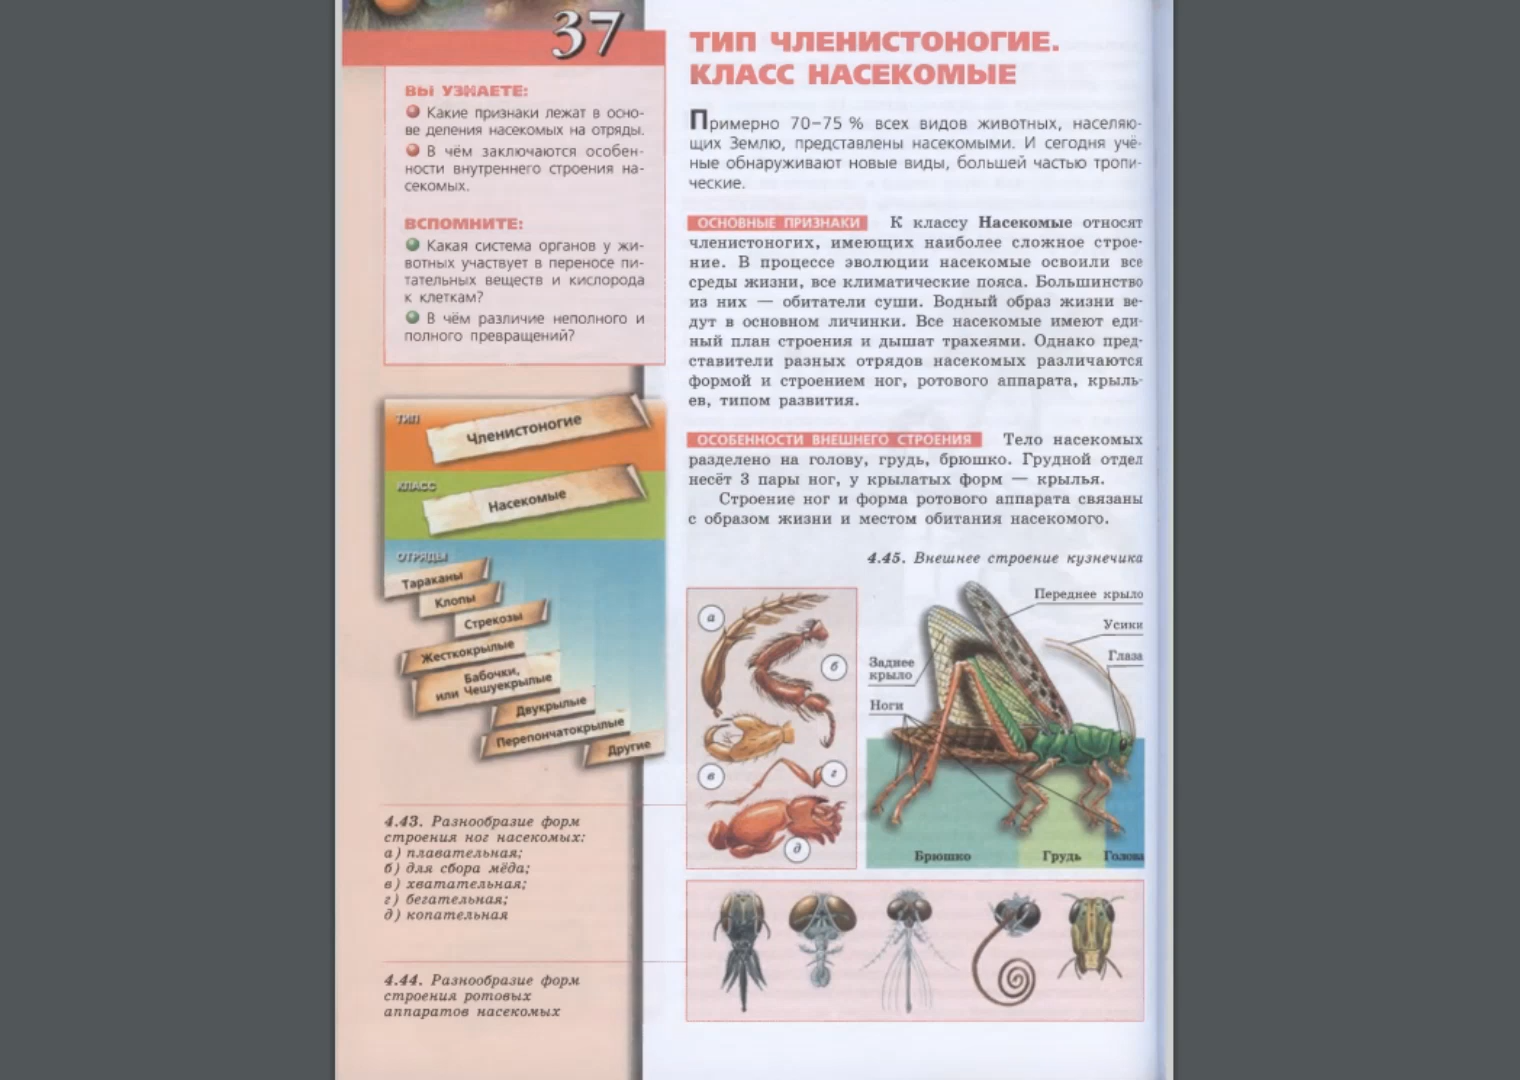 37
ВЫ УЗНАЕТЕ:
Какие признаки лежат в осно-
ве деления насекомых на отряды.
В чём заключаются особен-
ности внутреннего строения на-
секомых.
ВСПОМНИТЕ:
Какая система органов у жи-
вотных участвует в переносе пи-
тательных веществ и кислорода
к клеткам?
В чём различие неполного и
полного превращений?
ТИП
Членистоногие
КЛАСС
Насекомые
ОТРЯДЫ
Тараканы
Клопы
Стрекозы
Жесткокрылые
Бабочки,
или Чешуекрылые
Двукрылые
Перепончатокрылые
Другие
4.43. Разнообразие форм
строения ног насекомых:
а) плавательная;
б) для сбора мёда;
в) хватательная;
г) бегательная;
д) копательная
4.44. Разнообразие форм
строения ротовых
аппаратов насекомых
ТИП ЧЛЕНИСТОНОГИЕ.
КЛАСС НАСЕКОМЫЕ
Примерно 70–75 % всех видов животных, населяю-
щих Землю, представлены насекомыми. И сегодня учё-
ные обнаруживают новые виды, большей частью тропи-
ческие.
ОСНОВНЫЕ ПРИЗНАКИ К классу Насекомые относят
членистоногих, имеющих наиболее сложное строе-
ние. В процессе эволюции насекомые освоили все
среды жизни, все климатические пояса. Большинство
из них — обитатели суши. Водный образ жизни ве-
дут в основном личинки. Все насекомые имеют еди-
ный план строения и дышат трахеями. Однако пред-
ставители разных отрядов насекомых различаются
формой и строением ног, ротового аппарата, крыль-
ев, типом развития.
ОСОБЕННОСТИ ВНЕШНЕГО СТРОЕНИЯ Тело насекомых
разделено на голову, грудь, брюшко. Грудной отдел
несёт 3 пары ног, у крылатых форм — крылья.
Строение ног и форма ротового аппарата связаны
с образом жизни и местом обитания насекомого.
4.45. Внешнее строение кузнечика
а
б
в
г
д
Переднее крыло
Усики
Глаза
Заднее
крыло
Ноги
Брюшко
Грудь
Голова